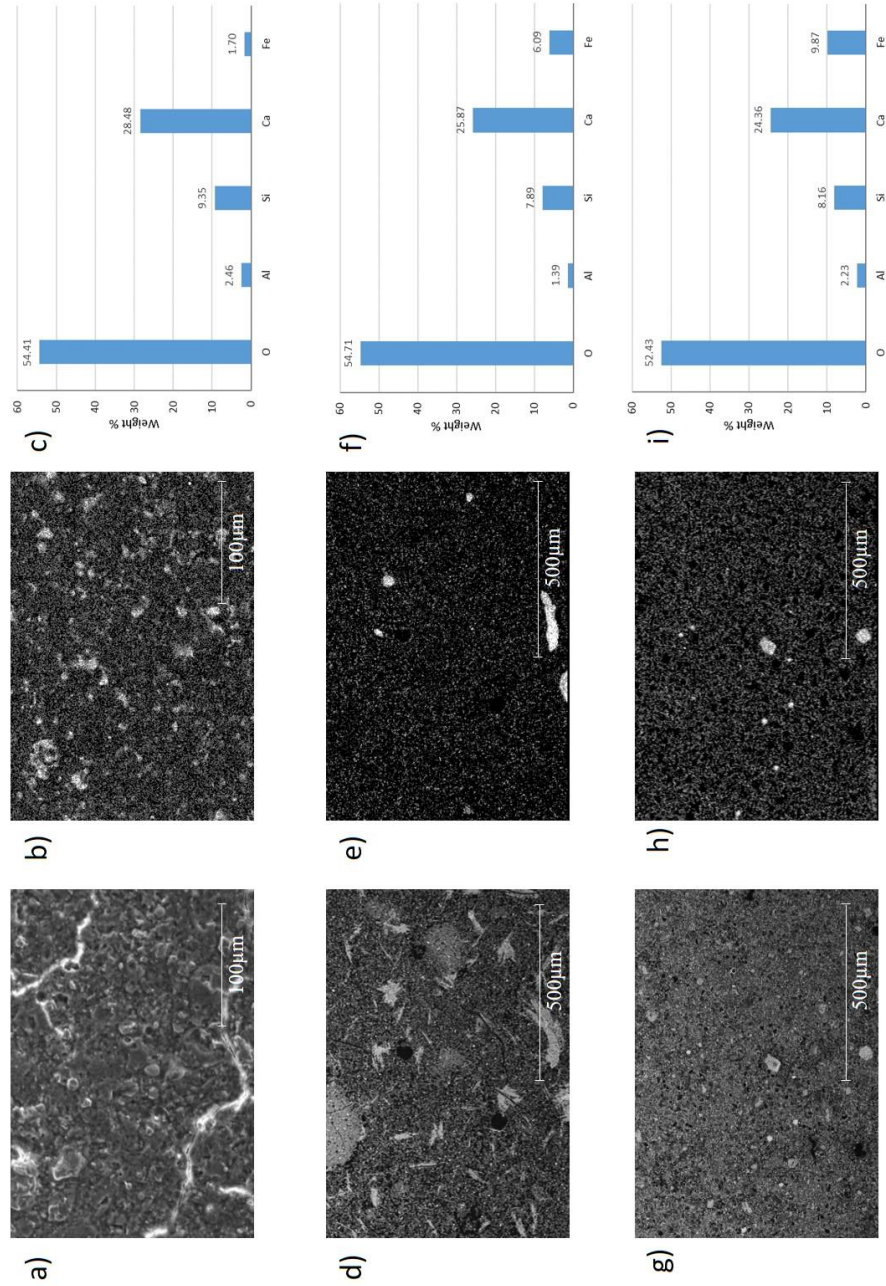 a)
100μm
b)
100μm
c)
Weight %
60
50
40
30
20
10
0
54.41
2.46
9.35
28.48
1.70
O
Al
Si
Ca
Fe
d)
500μm
e)
500μm
f)
Weight %
60
50
40
30
20
10
0
54.71
1.39
7.89
25.87
6.09
O
Al
Si
Ca
Fe
g)
500μm
h)
500μm
i)
Weight %
60
50
40
30
20
10
0
52.43
2.23
8.16
24.36
9.87
O
Al
Si
Ca
Fe